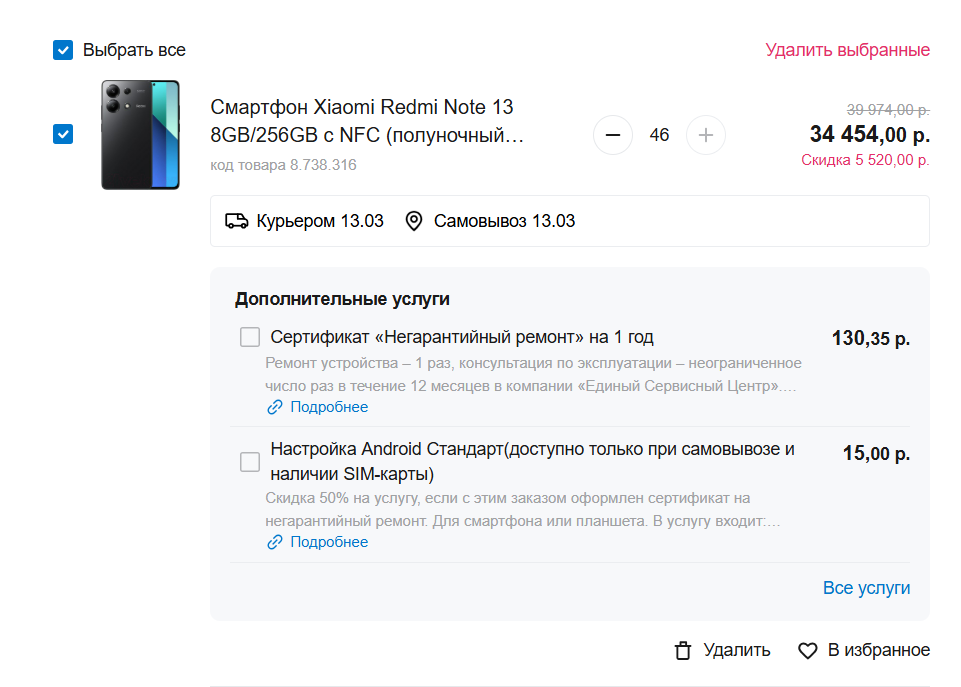 Выбрать все
Удалить выбранные
Смартфон Xiaomi Redmi Note 13
8GB/256GB с NFC (полуночный…
код товара 8.738.316
46
39 974,00 р.
34 454,00 р.
Скидка 5 520,00 р.
Курьером 13.03
Самовывоз 13.03
Дополнительные услуги
Сертификат «Негарантийный ремонт» на 1 год
130,35 р.
Ремонт устройства – 1 раз, консультация по эксплуатации – неограниченное
число раз в течение 12 месяцев в компании «Единый Сервисный Центр».…
Подробнее
Настройка Android Стандарт(доступно только при самовывозе и
наличии SIM-карты)
15,00 р.
Скидка 50% на услугу, если с этим заказом оформлен сертификат на
негарантийный ремонт. Для смартфона или планшета. В услугу входит:…
Подробнее
Все услуги
Удалить
В избранное